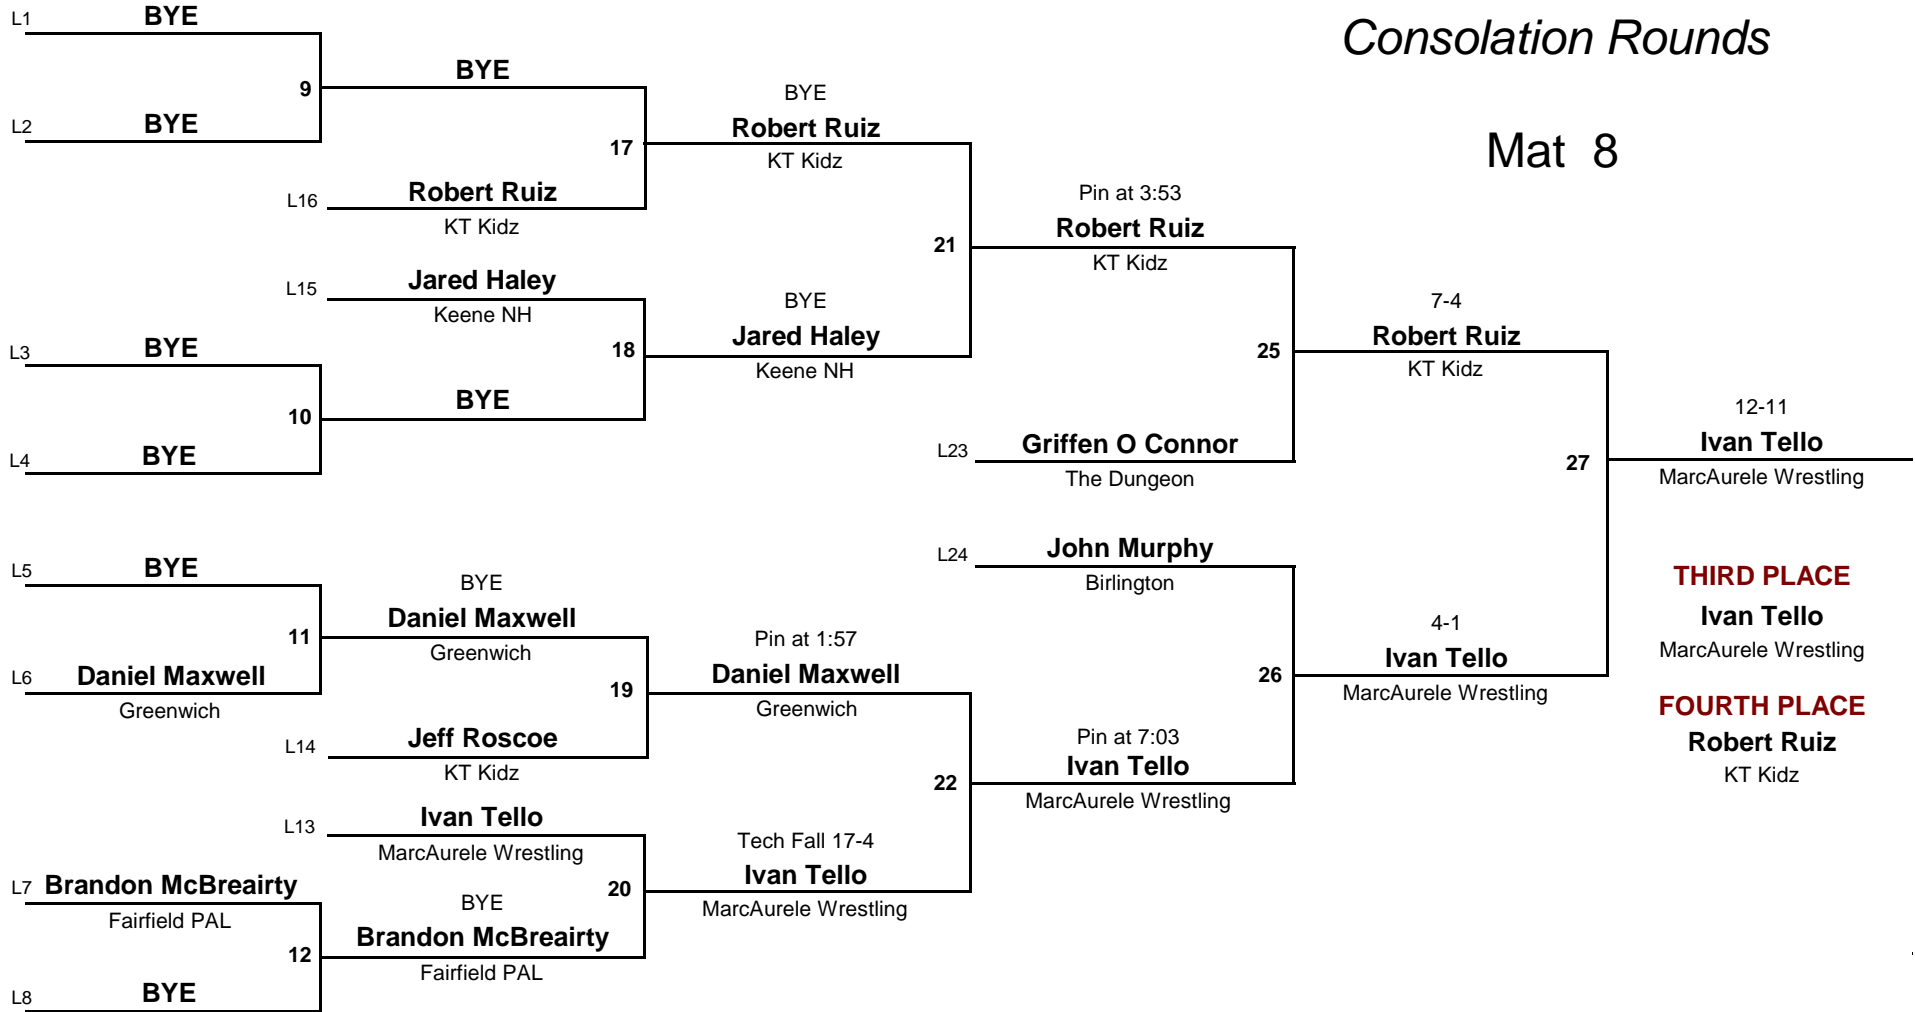 Consolation Rounds
Mat 8
L1 BYE
9
L2 BYE
BYE
17
L16 Robert Ruiz
KT Kidz
L15 Jared Haley
Keene NH
18
L3 BYE
10
BYE
L4 BYE
BYE
Robert Ruiz
KT Kidz
21
BYE
Jared Haley
Keene NH
Pin at 3:53
Robert Ruiz
KT Kidz
25
L23 Griffen O Connor
The Dungeon
7-4
Robert Ruiz
KT Kidz
27
12-11
Ivan Tello
MarcAurele Wrestling
L5 BYE
11
L6 Daniel Maxwell
Greenwich
BYE
Daniel Maxwell
Greenwich
19
L14 Jeff Roscoe
KT Kidz
L13 Ivan Tello
MarcAurele Wrestling
20
L7 Brandon McBreairty
Fairfield PAL
12
L8 BYE
BYE
Brandon McBreairty
Fairfield PAL
Pin at 1:57
Daniel Maxwell
Greenwich
22
Tech Fall 17-4
Ivan Tello
MarcAurele Wrestling
L24 John Murphy
Birlington
26
Pin at 7:03
Ivan Tello
MarcAurele Wrestling
4-1
Ivan Tello
MarcAurele Wrestling
THIRD PLACE
Ivan Tello
MarcAurele Wrestling
FOURTH PLACE
Robert Ruiz
KT Kidz